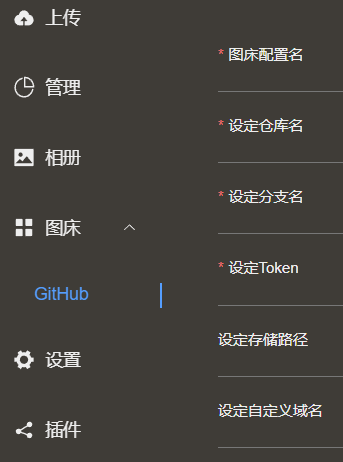 上传
管理
相册
图床
GitHub
设置
插件
* 图床配置名
* 设定仓库名
* 设定分支名
* 设定Token
设定存储路径
设定自定义域名